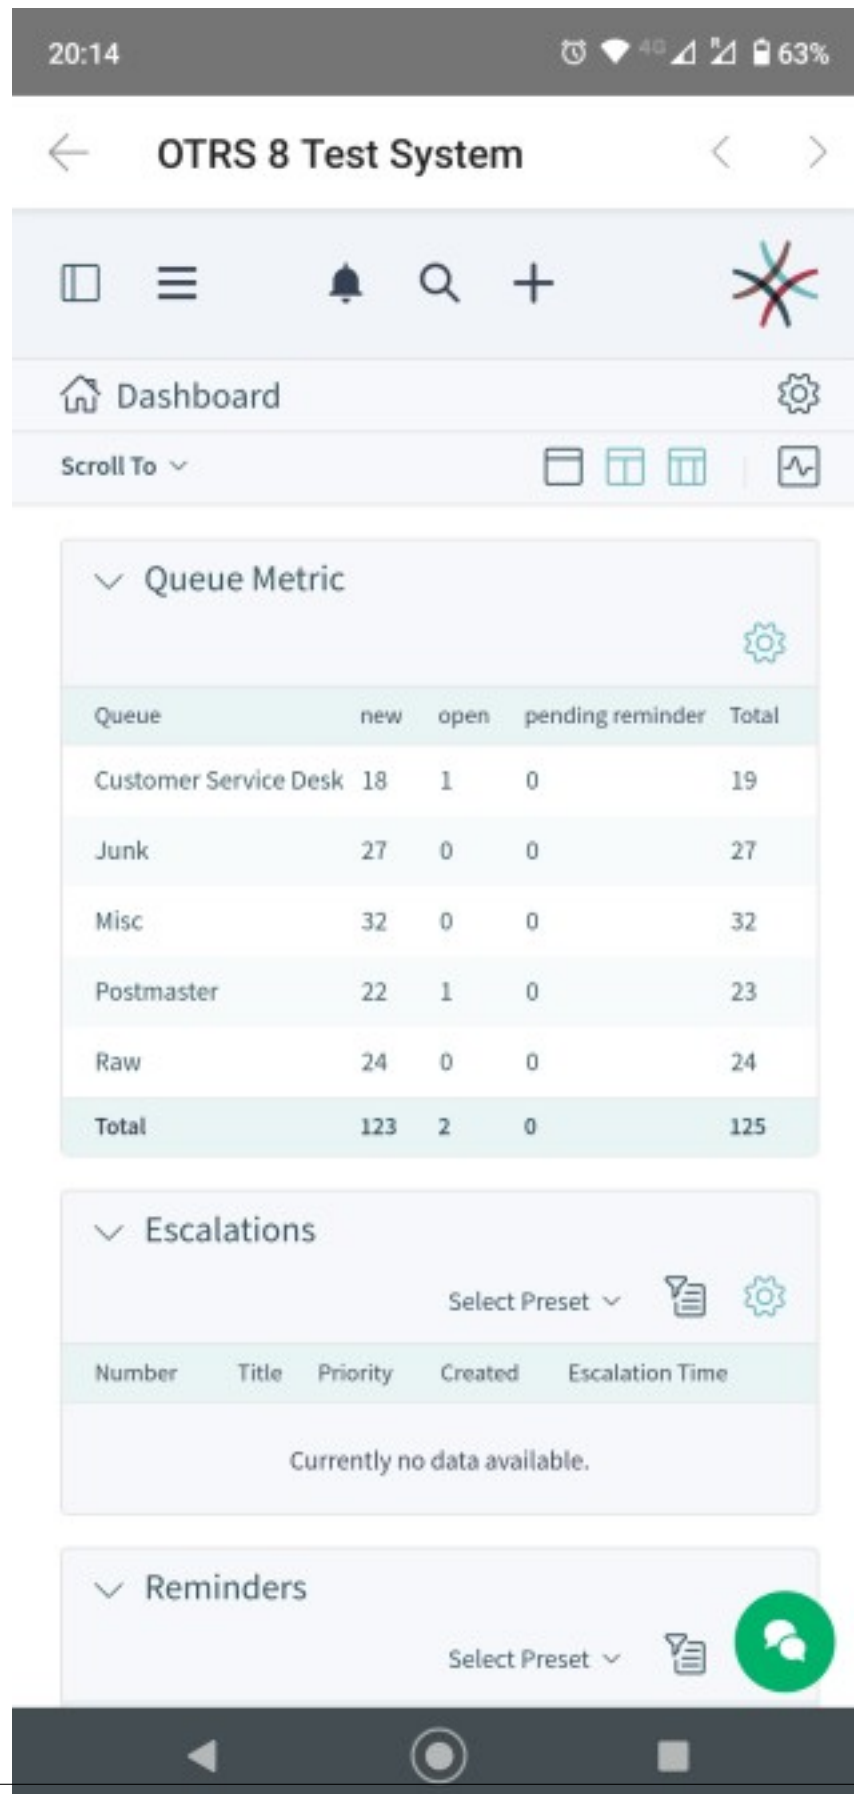 20:14 4G R 63%
OTRS 8 Test System
Dashboard
Scroll To
Queue Metric
Queue new open pending reminder Total
Customer Service Desk 18 1 0 19
Junk 27 0 0 27
Misc 32 0 0 32
Postmaster 22 1 0 23
Raw 24 0 0 24
Total 123 2 0 125
Escalations
Select Preset
Number Title Priority Created Escalation Time
Currently no data available.
Reminders
Select Preset